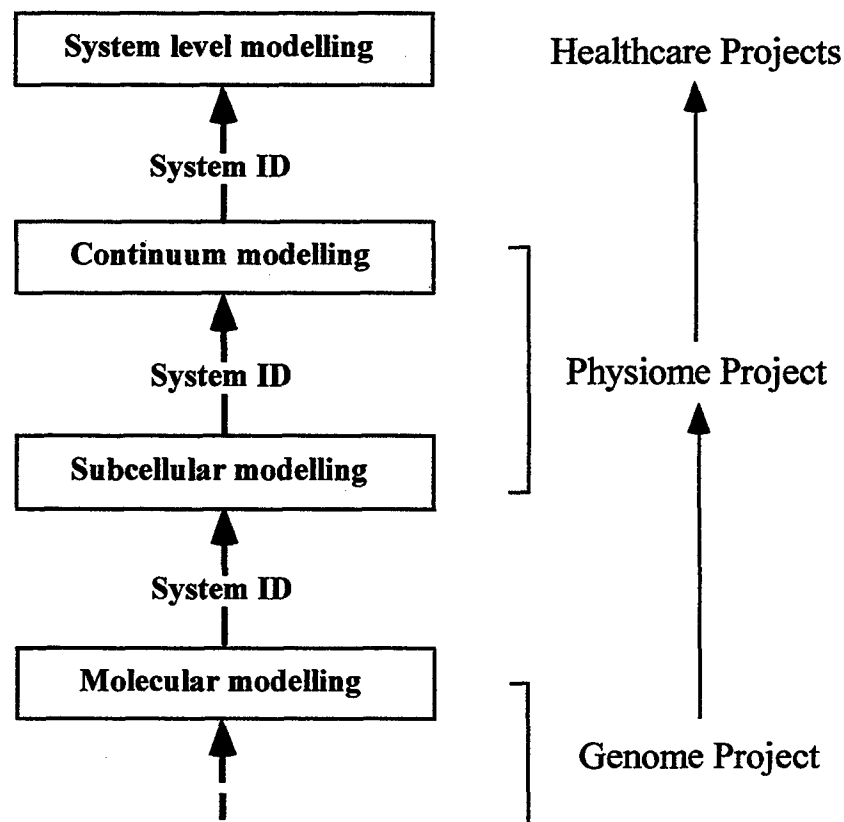 System level modelling
Healthcare Projects
System ID
Continuum modelling
System ID
Physiome Project
Subcellular modelling
System ID
Molecular modelling
Genome Project